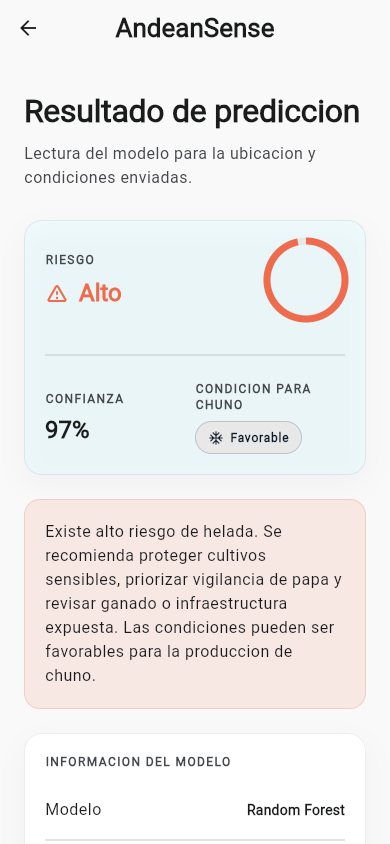 AndeanSense
Resultado de prediccion
Lectura del modelo para la ubicacion y
condiciones enviadas.
RIESGO
Alto
CONFIANZA
97%
CONDICION PARA
CHUNO
Favorable
Existe alto riesgo de helada. Se
recomienda proteger cultivos
sensibles, priorizar vigilancia de papa y
revisar ganado o infraestructura
expuesta. Las condiciones pueden ser
favorables para la produccion de
chuno.
INFORMACION DEL MODELO
Modelo Random Forest